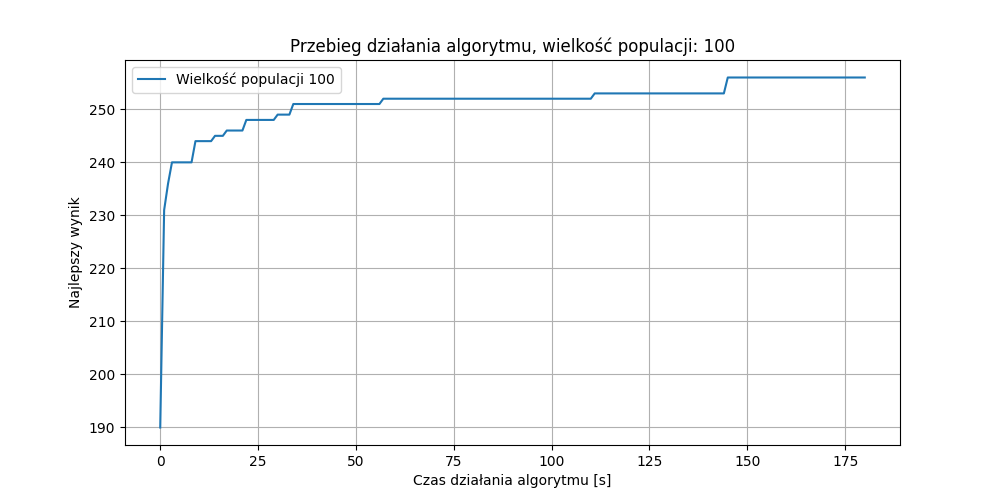 Przebieg działania algorytmu, wielkość populacji: 100
Wielkość populacji 100
250
240
230
220
210
200
190
Najlepszy wynik
0 25 50 75 100 125 150 175
Czas działania algorytmu [s]